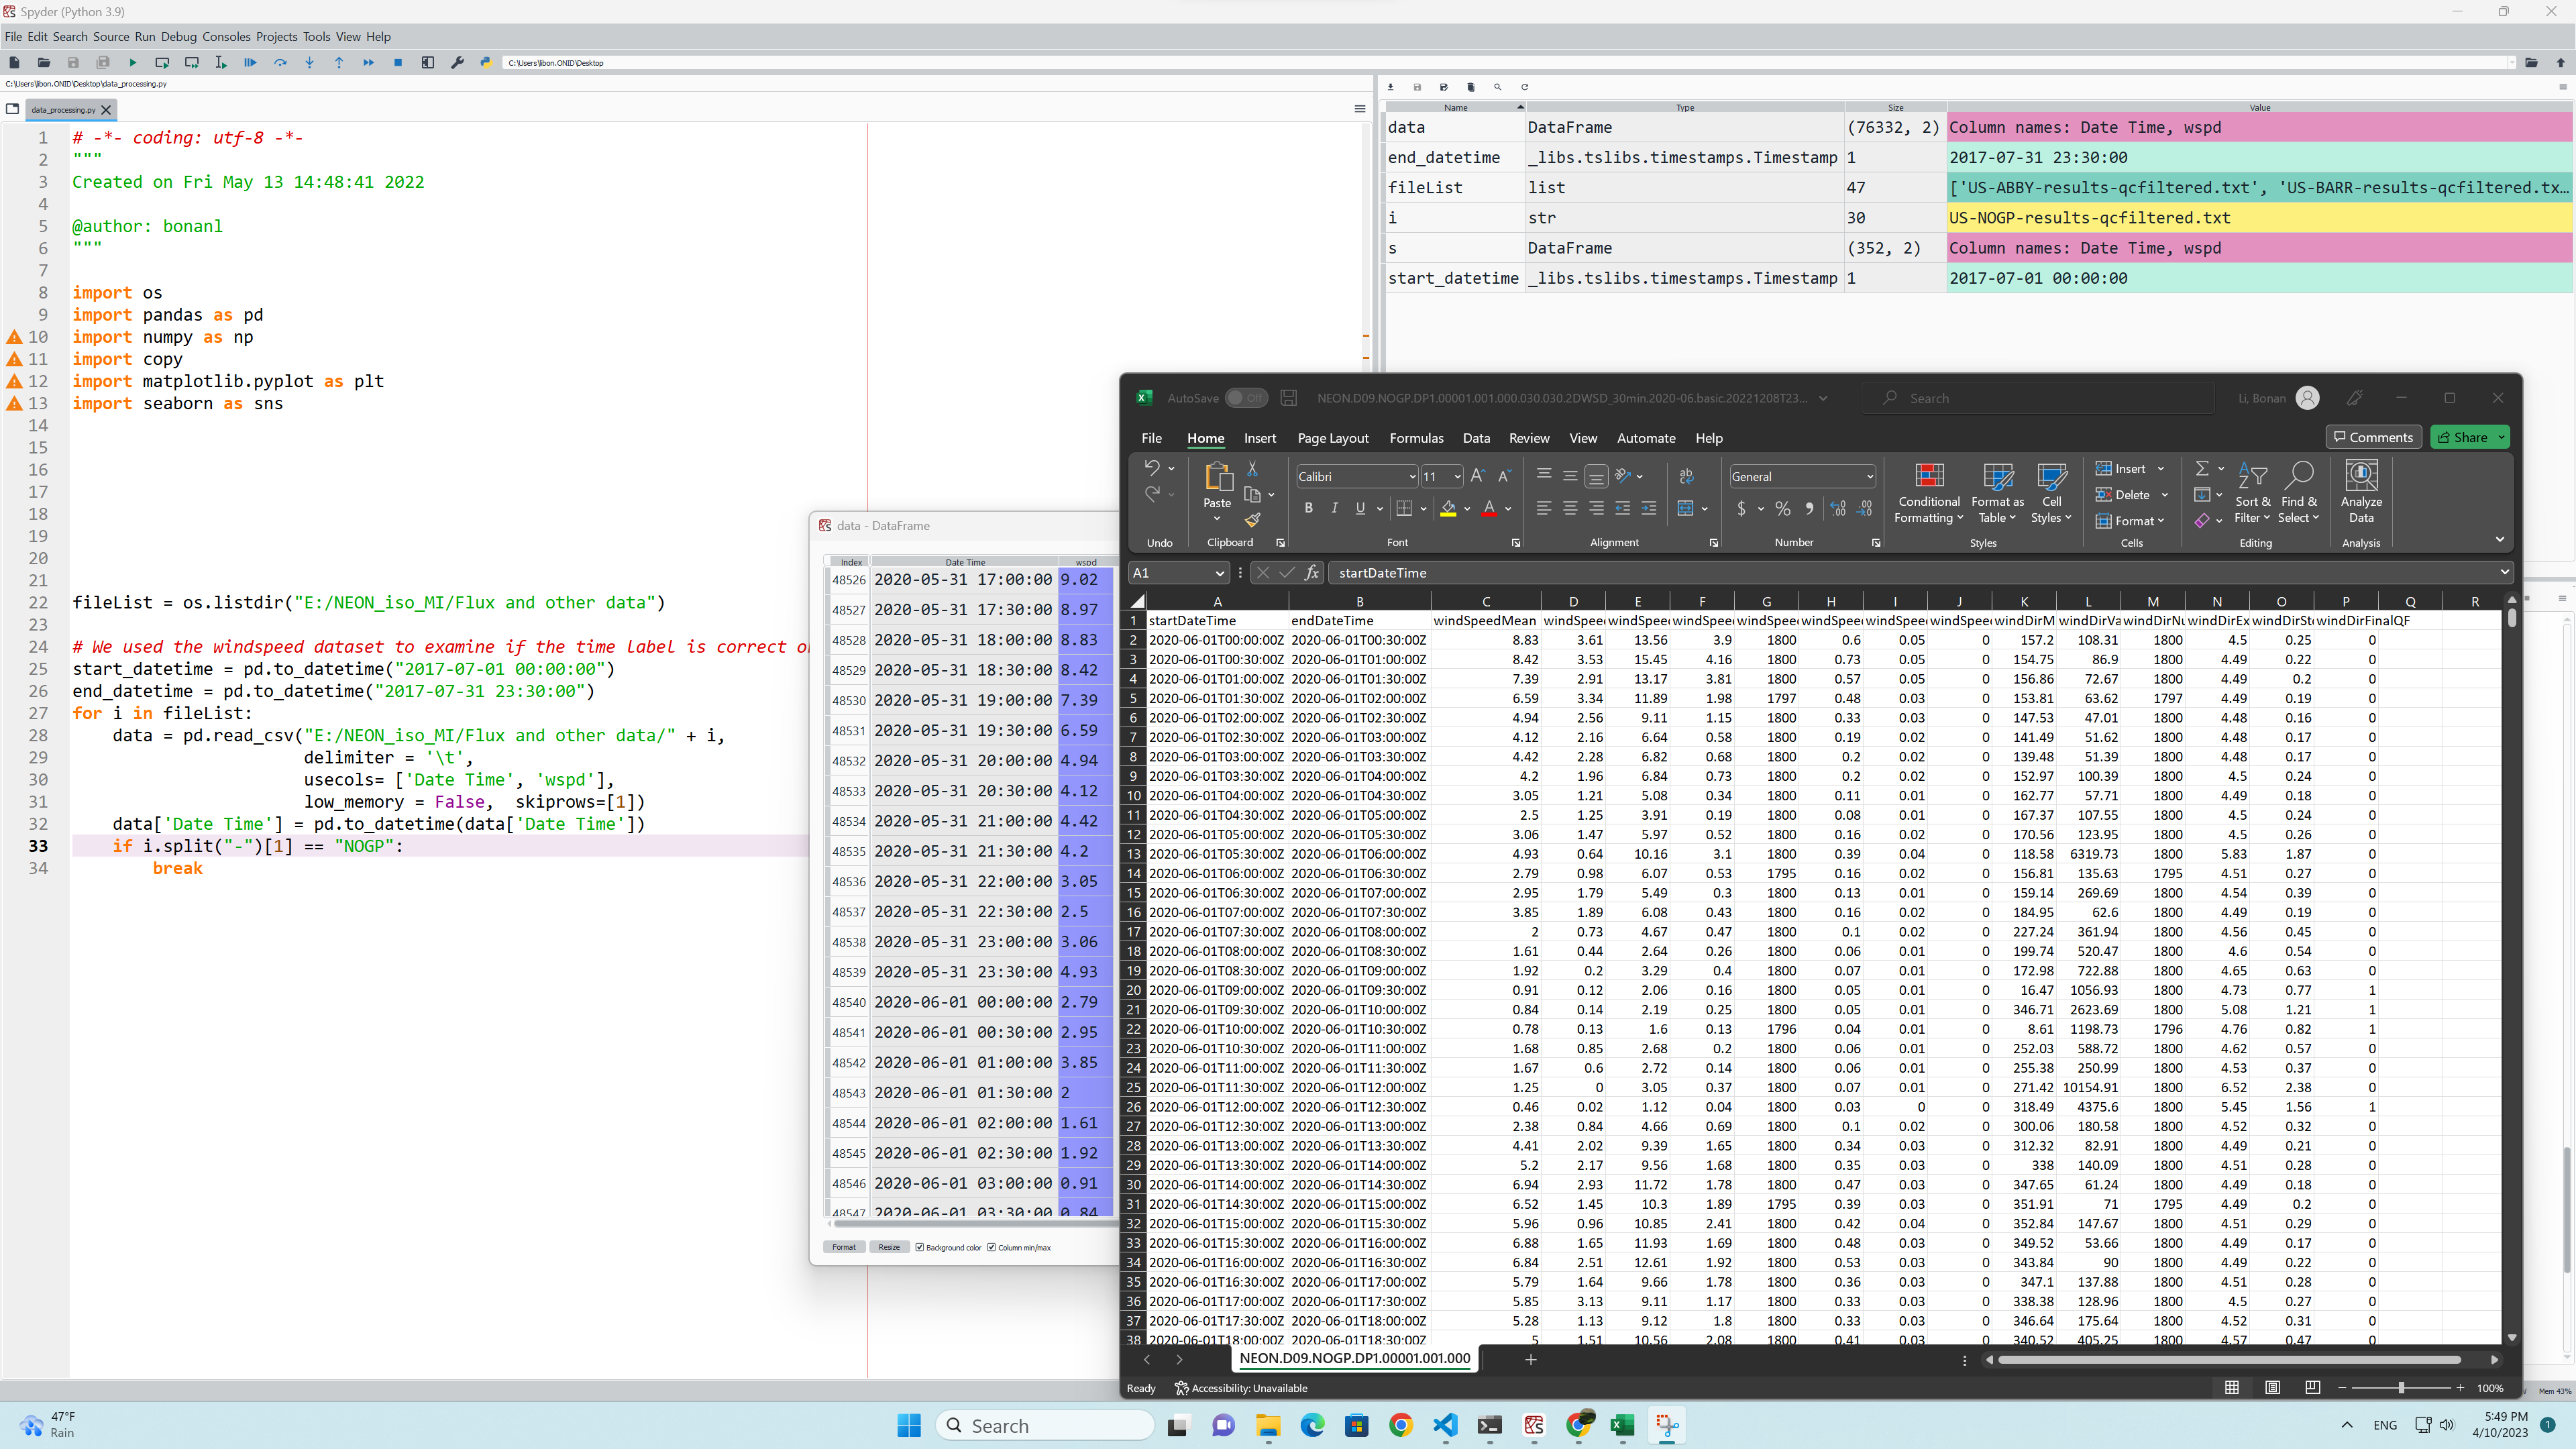 Spyder (Python 3.9)
File Edit Search Source Run Debug Consoles Projects Tools View Help
C:\Users\libon.ONID\Desktop
C:\Users\libon.ONID\Desktop\data_processing.py
data_processing.py
1 # -*- coding: utf-8 -*-
2 """
3 Created on Fri May 13 14:48:41 2022
4
5 @author: bonanl
6 """
7
8 import os
9 import pandas as pd
10 import numpy as np
11 import copy
12 import matplotlib.pyplot as plt
13 import seaborn as sns
14
15
16
17
18
19
20
21
22 fileList = os.listdir("E:/NEON_iso_MI/Flux and other data")
23
24 # We used the windspeed dataset to examine if the time label is correct o
25 start_datetime = pd.to_datetime("2017-07-01 00:00:00")
26 end_datetime = pd.to_datetime("2017-07-31 23:30:00")
27 for i in fileList:
28 data = pd.read_csv("E:/NEON_iso_MI/Flux and other data/" + i,
29 delimiter = '\t',
30 usecols= ['Date Time', 'wspd'],
31 low_memory = False, skiprows=[1])
32 data['Date Time'] = pd.to_datetime(data['Date Time'])
33 if i.split("-")[1] == "NOGP":
34 break
Name Type Size Value
data DataFrame (76332, 2) Column names: Date Time, wspd
end_datetime _libs.tslibs.timestamps.Timestamp 1 2017-07-31 23:30:00
fileList list 47 ['US-ABBY-results-qcfiltered.txt', 'US-BARR-results-qcfiltered.tx...
i str 30 US-NOGP-results-qcfiltered.txt
s DataFrame (352, 2) Column names: Date Time, wspd
start_datetime _libs.tslibs.timestamps.Timestamp 1 2017-07-01 00:00:00
data - DataFrame
Index Date Time wspd
48526 2020-05-31 17:00:00 9.02
48527 2020-05-31 17:30:00 8.97
48528 2020-05-31 18:00:00 8.83
48529 2020-05-31 18:30:00 8.42
48530 2020-05-31 19:00:00 7.39
48531 2020-05-31 19:30:00 6.59
48532 2020-05-31 20:00:00 4.94
48533 2020-05-31 20:30:00 4.12
48534 2020-05-31 21:00:00 4.42
48535 2020-05-31 21:30:00 4.2
48536 2020-05-31 22:00:00 3.05
48537 2020-05-31 22:30:00 2.5
48538 2020-05-31 23:00:00 3.06
48539 2020-05-31 23:30:00 4.93
48540 2020-06-01 00:00:00 2.79
48541 2020-06-01 00:30:00 2.95
48542 2020-06-01 01:00:00 3.85
48543 2020-06-01 01:30:00 2
48544 2020-06-01 02:00:00 1.61
48545 2020-06-01 02:30:00 1.92
48546 2020-06-01 03:00:00 0.91
48547 2020-06-01 03:30:00 0.84
Format Resize Background color Column min/max
AutoSave Off NEON.D09.NOGP.DP1.00001.001.000.030.030.2DWSD_30min.2020-06.basic.20221208T23... Search Li, Bonan
File Home Insert Page Layout Formulas Data Review View Automate Help Comments Share
Paste Calibri 11 General Conditional Formatting Format as Table Cell Styles Insert Delete Format Sort & Filter Find & Select Analyze Data
Undo Clipboard Font Alignment Number Styles Cells Editing Analysis
A1 startDateTime
A B C D E F G H I J K L M N O P Q R
1 startDateTime endDateTime windSpeedMean windSpeed windSpeed windSpeed windSpeed windSpeed windSpeed windSpeed windDirM windDirVa windDirNu windDirEx windDirSt windDirFinalQF
2 2020-06-01T00:00:00Z 2020-06-01T00:30:00Z 8.83 3.61 13.56 3.9 1800 0.6 0.05 0 157.2 108.31 1800 4.5 0.25 0
3 2020-06-01T00:30:00Z 2020-06-01T01:00:00Z 8.42 3.53 15.45 4.16 1800 0.73 0.05 0 154.75 86.9 1800 4.49 0.22 0
4 2020-06-01T01:00:00Z 2020-06-01T01:30:00Z 7.39 2.91 13.17 3.81 1800 0.57 0.05 0 156.86 72.67 1800 4.49 0.2 0
5 2020-06-01T01:30:00Z 2020-06-01T02:00:00Z 6.59 3.34 11.89 1.98 1797 0.48 0.03 0 153.81 63.62 1797 4.49 0.19 0
6 2020-06-01T02:00:00Z 2020-06-01T02:30:00Z 4.94 2.56 9.11 1.15 1800 0.33 0.03 0 147.53 47.01 1800 4.48 0.16 0
7 2020-06-01T02:30:00Z 2020-06-01T03:00:00Z 4.12 2.16 6.64 0.58 1800 0.19 0.02 0 141.49 51.62 1800 4.48 0.17 0
8 2020-06-01T03:00:00Z 2020-06-01T03:30:00Z 4.42 2.28 6.82 0.68 1800 0.2 0.02 0 139.48 51.39 1800 4.48 0.17 0
9 2020-06-01T03:30:00Z 2020-06-01T04:00:00Z 4.2 1.96 6.84 0.73 1800 0.2 0.02 0 152.97 100.39 1800 4.5 0.24 0
10 2020-06-01T04:00:00Z 2020-06-01T04:30:00Z 3.05 1.21 5.08 0.34 1800 0.11 0.01 0 162.77 57.71 1800 4.49 0.18 0
11 2020-06-01T04:30:00Z 2020-06-01T05:00:00Z 2.5 1.25 3.91 0.19 1800 0.08 0.01 0 167.37 107.55 1800 4.5 0.24 0
12 2020-06-01T05:00:00Z 2020-06-01T05:30:00Z 3.06 1.47 5.97 0.52 1800 0.16 0.02 0 170.56 123.95 1800 4.5 0.26 0
13 2020-06-01T05:30:00Z 2020-06-01T06:00:00Z 4.93 0.64 10.16 3.1 1800 0.39 0.04 0 118.58 6319.73 1800 5.83 1.87 0
14 2020-06-01T06:00:00Z 2020-06-01T06:30:00Z 2.79 0.98 6.07 0.53 1795 0.16 0.02 0 156.81 135.63 1795 4.51 0.27 0
15 2020-06-01T06:30:00Z 2020-06-01T07:00:00Z 2.95 1.79 5.49 0.3 1800 0.13 0.01 0 159.14 269.69 1800 4.54 0.39 0
16 2020-06-01T07:00:00Z 2020-06-01T07:30:00Z 3.85 1.89 6.08 0.43 1800 0.16 0.02 0 184.95 62.6 1800 4.49 0.19 0
17 2020-06-01T07:30:00Z 2020-06-01T08:00:00Z 2 0.73 4.67 0.47 1800 0.1 0.02 0 227.24 361.94 1800 4.56 0.45 0
18 2020-06-01T08:00:00Z 2020-06-01T08:30:00Z 1.61 0.44 2.64 0.26 1800 0.06 0.01 0 199.74 520.47 1800 4.6 0.54 0
19 2020-06-01T08:30:00Z 2020-06-01T09:00:00Z 1.92 0.2 3.29 0.4 1800 0.07 0.01 0 172.98 722.88 1800 4.65 0.63 0
20 2020-06-01T09:00:00Z 2020-06-01T09:30:00Z 0.91 0.12 2.06 0.16 1800 0.05 0.01 0 16.47 1056.93 1800 4.73 0.77 1
21 2020-06-01T09:30:00Z 2020-06-01T10:00:00Z 0.84 0.14 2.19 0.25 1800 0.05 0.01 0 346.71 2623.69 1800 5.08 1.21 1
22 2020-06-01T10:00:00Z 2020-06-01T10:30:00Z 0.78 0.13 1.6 0.13 1796 0.04 0.01 0 8.61 1198.73 1796 4.76 0.82 1
23 2020-06-01T10:30:00Z 2020-06-01T11:00:00Z 1.68 0.85 2.68 0.2 1800 0.06 0.01 0 252.03 588.72 1800 4.62 0.57 0
24 2020-06-01T11:00:00Z 2020-06-01T11:30:00Z 1.67 0.6 2.72 0.14 1800 0.06 0.01 0 255.38 250.99 1800 4.53 0.37 0
25 2020-06-01T11:30:00Z 2020-06-01T12:00:00Z 1.25 0 3.05 0.37 1800 0.07 0.01 0 271.42 10154.91 1800 6.52 2.38 0
26 2020-06-01T12:00:00Z 2020-06-01T12:30:00Z 0.46 0.02 1.12 0.04 1800 0.03 0 0 318.49 4375.6 1800 5.45 1.56 1
27 2020-06-01T12:30:00Z 2020-06-01T13:00:00Z 2.38 0.84 4.66 0.69 1800 0.1 0.02 0 300.06 180.58 1800 4.52 0.32 0
28 2020-06-01T13:00:00Z 2020-06-01T13:30:00Z 4.41 2.02 9.39 1.65 1800 0.34 0.03 0 312.32 82.91 1800 4.49 0.21 0
29 2020-06-01T13:30:00Z 2020-06-01T14:00:00Z 5.2 2.17 9.56 1.68 1800 0.35 0.03 0 338 140.09 1800 4.51 0.28 0
30 2020-06-01T14:00:00Z 2020-06-01T14:30:00Z 6.94 2.93 11.72 1.78 1800 0.47 0.03 0 347.65 61.24 1800 4.49 0.18 0
31 2020-06-01T14:30:00Z 2020-06-01T15:00:00Z 6.52 1.45 10.3 1.89 1795 0.39 0.03 0 351.91 71 1795 4.49 0.2 0
32 2020-06-01T15:00:00Z 2020-06-01T15:30:00Z 5.96 0.96 10.85 2.41 1800 0.42 0.04 0 352.84 147.67 1800 4.51 0.29 0
33 2020-06-01T15:30:00Z 2020-06-01T16:00:00Z 6.88 1.65 11.93 1.69 1800 0.48 0.03 0 349.52 53.66 1800 4.49 0.17 0
34 2020-06-01T16:00:00Z 2020-06-01T16:30:00Z 6.84 2.51 12.61 1.92 1800 0.53 0.03 0 343.84 90 1800 4.49 0.22 0
35 2020-06-01T16:30:00Z 2020-06-01T17:00:00Z 5.79 1.64 9.66 1.78 1800 0.36 0.03 0 347.1 137.88 1800 4.51 0.28 0
36 2020-06-01T17:00:00Z 2020-06-01T17:30:00Z 5.85 3.13 9.11 1.17 1800 0.33 0.03 0 338.38 128.96 1800 4.5 0.27 0
37 2020-06-01T17:30:00Z 2020-06-01T18:00:00Z 5.28 1.13 9.12 1.8 1800 0.33 0.03 0 346.64 175.64 1800 4.52 0.31 0
38 2020-06-01T18:00:00Z 2020-06-01T18:30:00Z 5 1.51 10.56 2.08 1800 0.41 0.03 0 340.52 405.25 1800 4.57 0.47 0
NEON.D09.NOGP.DP1.00001.001.000
Ready Accessibility: Unavailable 100%
Mem 43%
47°F
Rain
Search
ENG 5:49 PM
4/10/2023 1